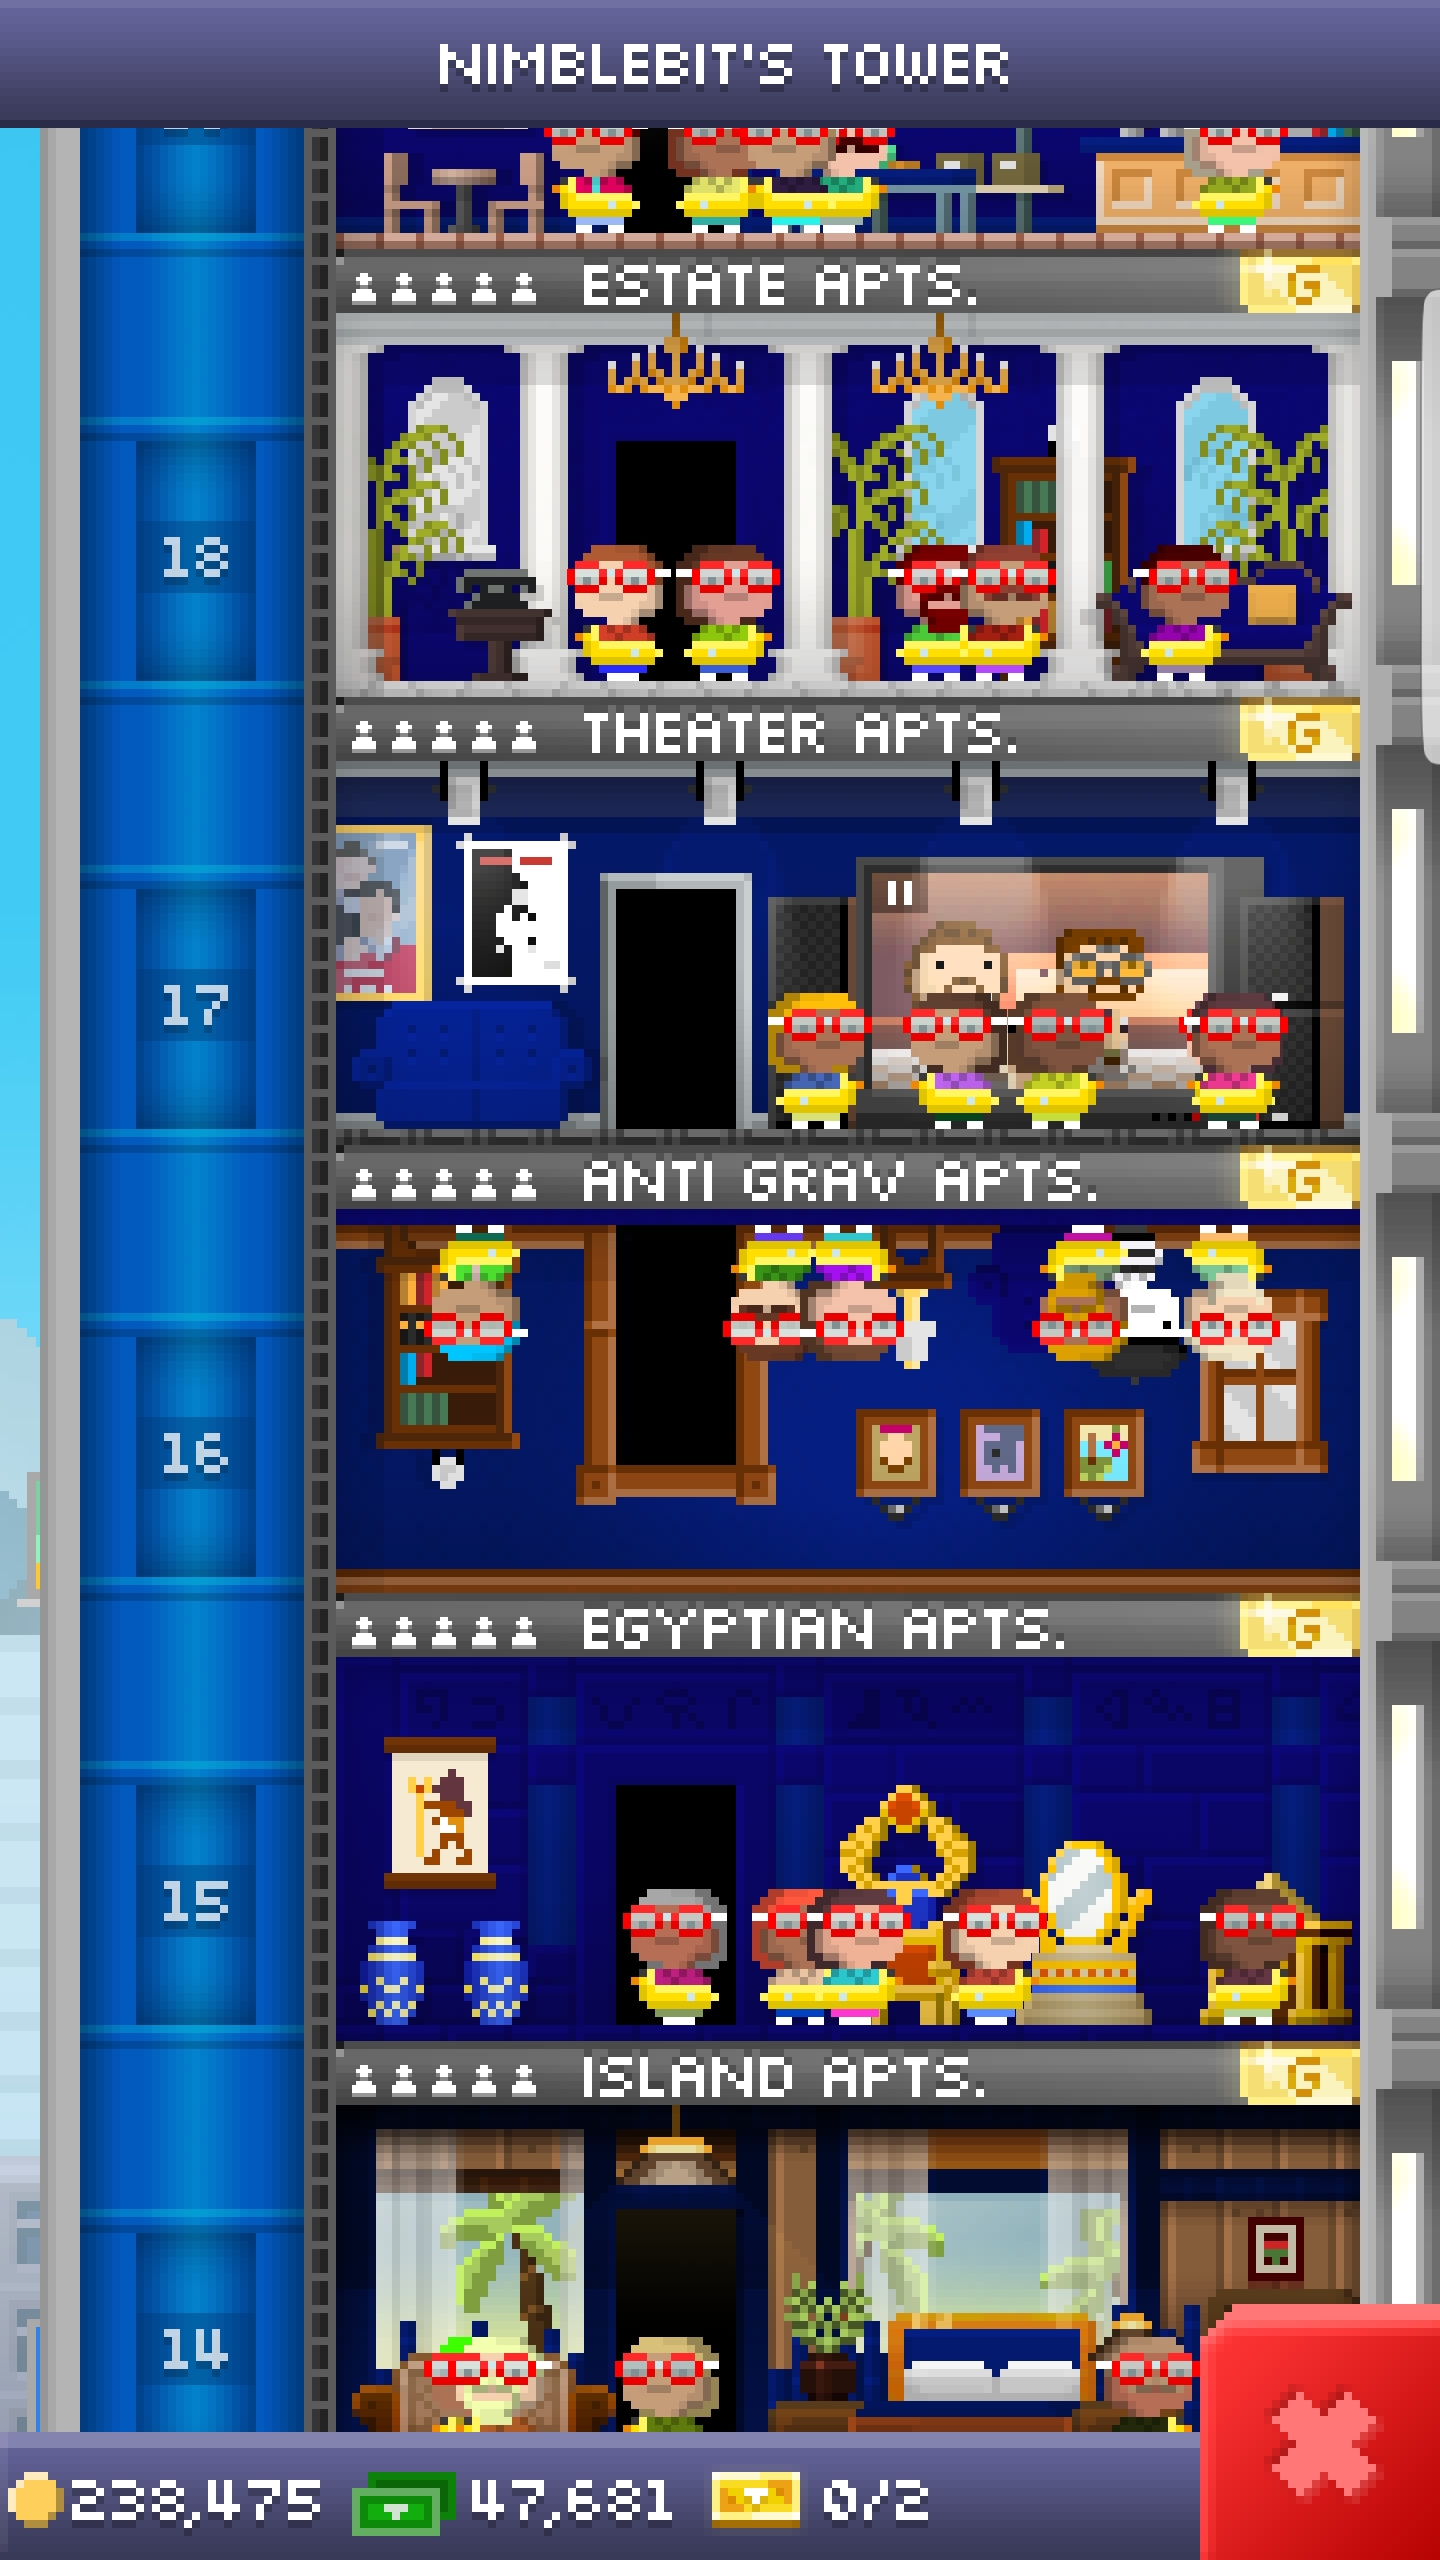 NIMBLEBIT'S TOWER
ESTATE APTS. G
18
THEATER APTS. G
17
ANTI GRAV APTS. G
16
EGYPTIAN APTS. G
15
ISLAND APTS. G
14
238,475 47,681 0/2